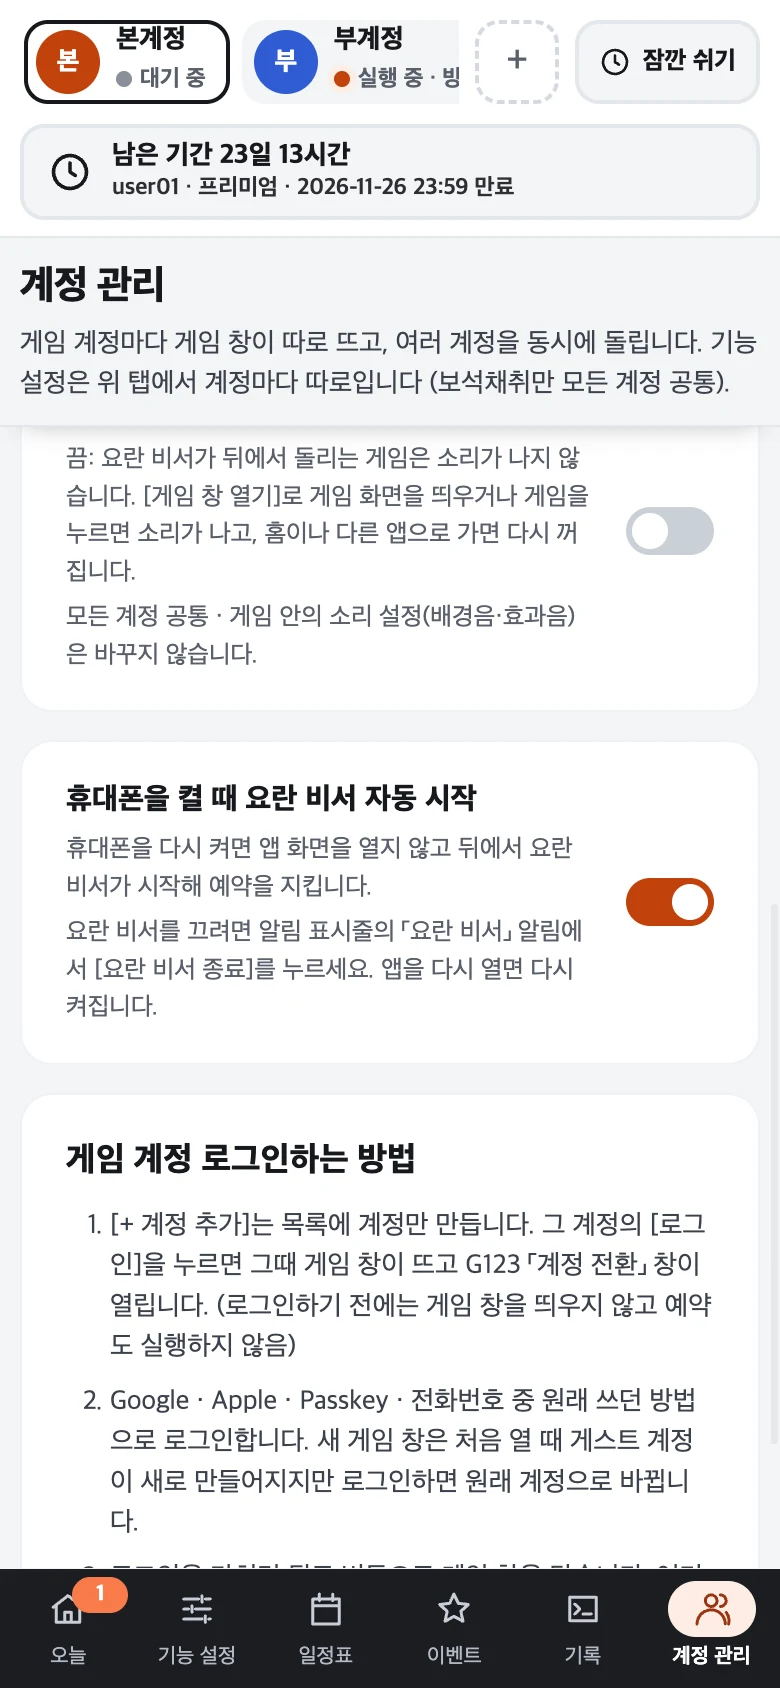 본
본계정
대기 중
부
부계정
실행 중 · 방
+
잠깐 쉬기
남은 기간 23일 13시간
user01 · 프리미엄 · 2026-11-26 23:59 만료
계정 관리
게임 계정마다 게임 창이 따로 뜨고, 여러 계정을 동시에 돌립니다. 기능
설정은 위 탭에서 계정마다 따로입니다 (보석채취만 모든 계정 공통).
끔: 요란 비서가 뒤에서 돌리는 게임은 소리가 나지 않
습니다. [게임 창 열기]로 게임 화면을 띄우거나 게임을
누르면 소리가 나고, 홈이나 다른 앱으로 가면 다시 꺼
집니다.
모든 계정 공통 · 게임 안의 소리 설정(배경음·효과음)
은 바꾸지 않습니다.
휴대폰을 켤 때 요란 비서 자동 시작
휴대폰을 다시 켜면 앱 화면을 열지 않고 뒤에서 요란
비서가 시작해 예약을 지킵니다.
요란 비서를 끄려면 알림 표시줄의 「요란 비서」 알림에
서 [요란 비서 종료]를 누르세요. 앱을 다시 열면 다시
켜집니다.
게임 계정 로그인하는 방법
1. [+ 계정 추가]는 목록에 계정만 만듭니다. 그 계정의 [로그
인]을 누르면 그때 게임 창이 뜨고 G123 「계정 전환」 창이
열립니다. (로그인하기 전에는 게임 창을 띄우지 않고 예약
도 실행하지 않음)
2. Google · Apple · Passkey · 전화번호 중 원래 쓰던 방법
으로 로그인합니다. 새 게임 창은 처음 열 때 게스트 계정
이 새로 만들어지지만 로그인하면 원래 계정으로 바뀝니
다.
1
오늘
기능 설정
일정표
이벤트
기록
계정 관리